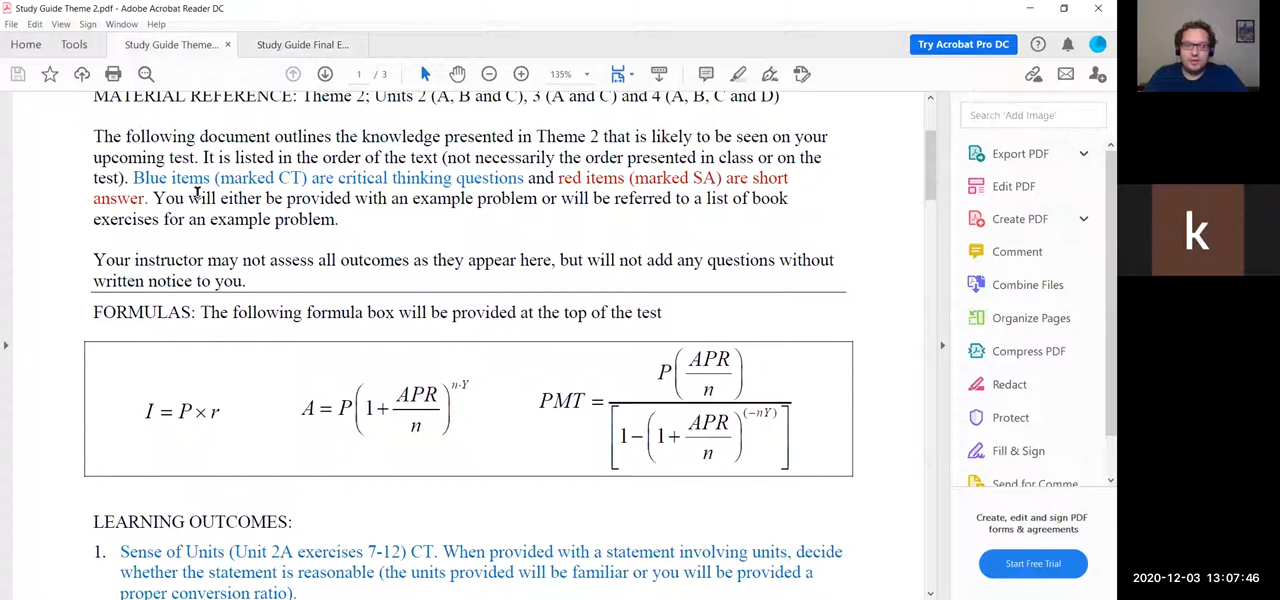 Study Guide Theme 2.pdf - Adobe Acrobat Reader DC
File Edit View Sign Window Help
Home Tools Study Guide Theme... × Study Guide Final E... Try Acrobat Pro DC
1 / 3 135%
MATERIAL REFERENCE: Theme 2; Units 2 (A, B and C), 3 (A and C) and 4 (A, B, C and D)
The following document outlines the knowledge presented in Theme 2 that is likely to be seen on your
upcoming test. It is listed in the order of the text (not necessarily the order presented in class or on the
test). Blue items (marked CT) are critical thinking questions and red items (marked SA) are short
answer. You will either be provided with an example problem or will be referred to a list of book
exercises for an example problem.
Your instructor may not assess all outcomes as they appear here, but will not add any questions without
written notice to you.
FORMULAS: The following formula box will be provided at the top of the test
I = P × r
A = P(1 + APR/n)^(n·Y)
PMT = P(APR/n) / [1 − (1 + APR/n)^(−nY)]
LEARNING OUTCOMES:
1. Sense of Units (Unit 2A exercises 7-12) CT. When provided with a statement involving units, decide
whether the statement is reasonable (the units provided will be familiar or you will be provided a
proper conversion ratio).
Search 'Add Image'
Export PDF
Edit PDF
Create PDF
Comment
Combine Files
Organize Pages
Compress PDF
Redact
Protect
Fill & Sign
Send for Comme
Create, edit and sign PDF
forms & agreements
Start Free Trial
k
2020-12-03 13:07:46